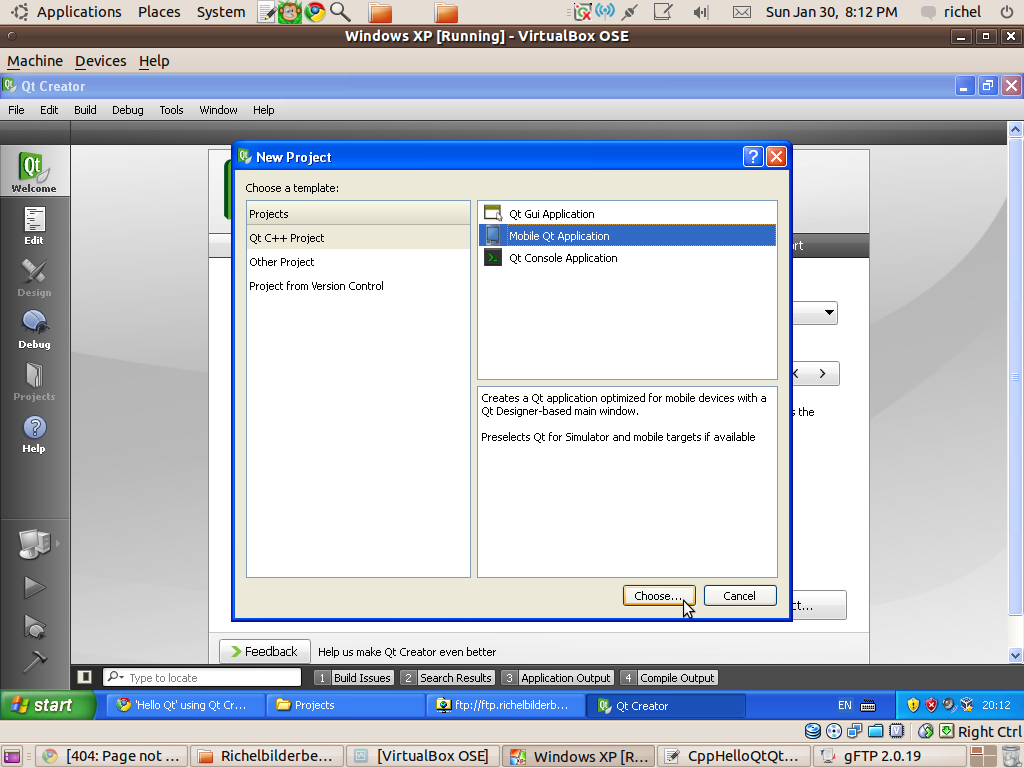 Applications Places System Sun Jan 30, 8:12 PM richel
Windows XP [Running] - VirtualBox OSE
Machine Devices Help
Qt Creator
File Edit Build Debug Tools Window Help
New Project
Qt
Welcome
Choose a template:
Projects
Qt Gui Application
Qt C++ Project
Mobile Qt Application
Edit
Other Project
Qt Console Application
Project from Version Control
Design
Debug
Projects
Help
Creates a Qt application optimized for mobile devices with a
Qt Designer-based main window.
Preselects Qt for Simulator and mobile targets if available
s the
Choose...
Cancel
Feedback Help us make Qt Creator even better
Type to locate 1 Build Issues 2 Search Results 3 Application Output 4 Compile Output
start 'Hello Qt' using Qt Cr... Projects ftp://ftp.richelbilderb... Qt Creator EN 20:12
Right Ctrl
[404: Page not ... Richelbilderbe... [VirtualBox OSE] Windows XP [R... CppHelloQtQt... gFTP 2.0.19